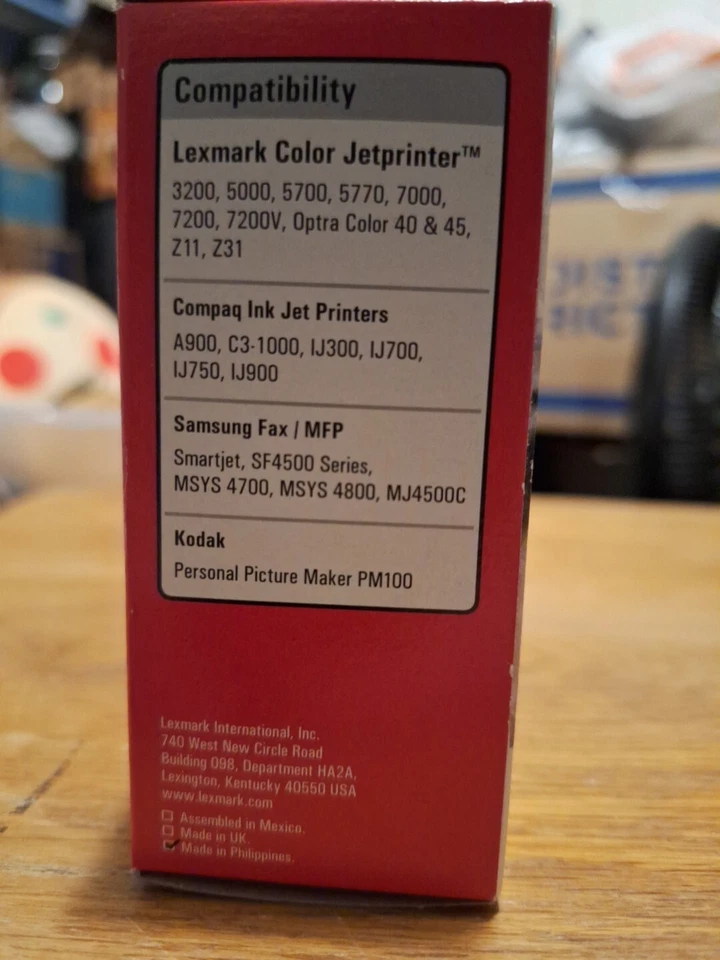 Compatibility
Lexmark Color Jetprinter™
3200, 5000, 5700, 5770, 7000,
7200, 7200V, Optra Color 40 & 45,
Z11, Z31
Compaq Ink Jet Printers
A900, C3-1000, IJ300, IJ700,
IJ750, IJ900
Samsung Fax / MFP
Smartjet, SF4500 Series,
MSYS 4700, MSYS 4800, MJ4500C
Kodak
Personal Picture Maker PM100
Lexmark International, Inc.
740 West New Circle Road
Building 098, Department HA2A,
Lexington, Kentucky 40550 USA
www.lexmark.com
Assembled in Mexico.
Made in UK.
Made in Philippines.